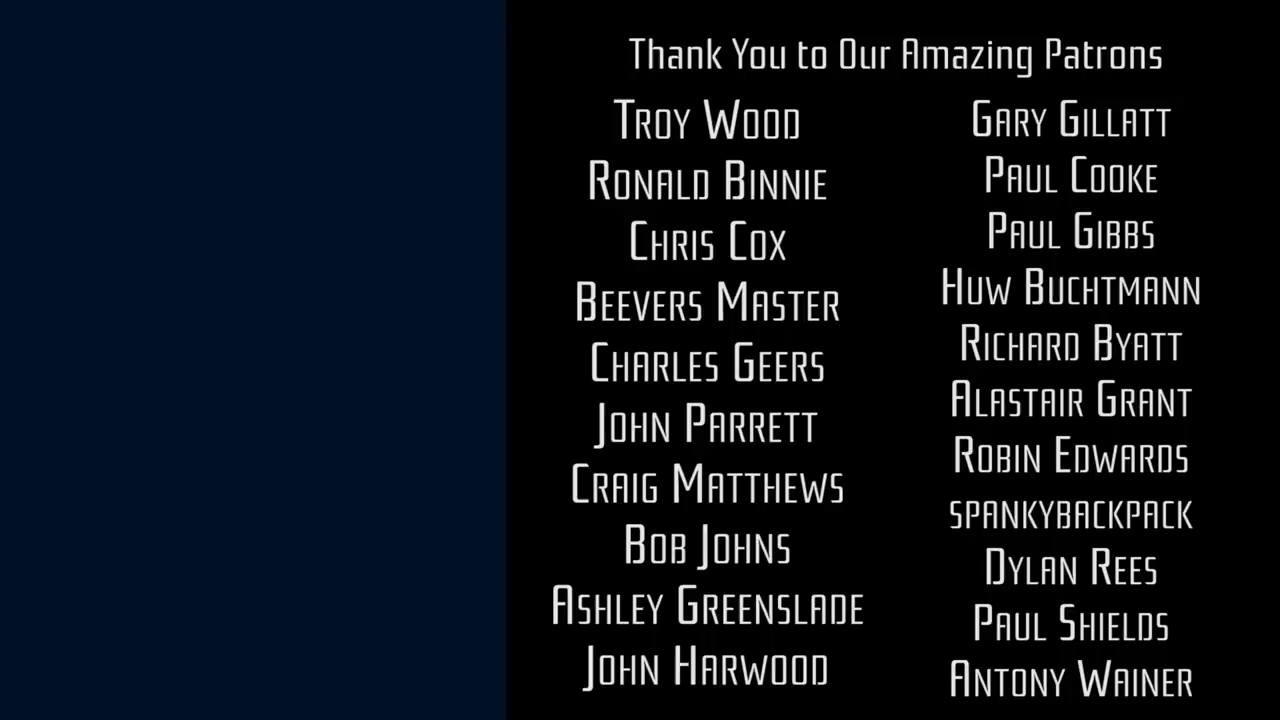 Thank You to Our Amazing Patrons
Troy Wood
Ronald Binnie
Chris Cox
Beevers Master
Charles Geers
John Parrett
Craig Matthews
Bob Johns
Ashley Greenslade
John Harwood
Gary Gillatt
Paul Cooke
Paul Gibbs
Huw Buchtmann
Richard Byatt
Alastair Grant
Robin Edwards
spankybackpack
Dylan Rees
Paul Shields
Antony Wainer